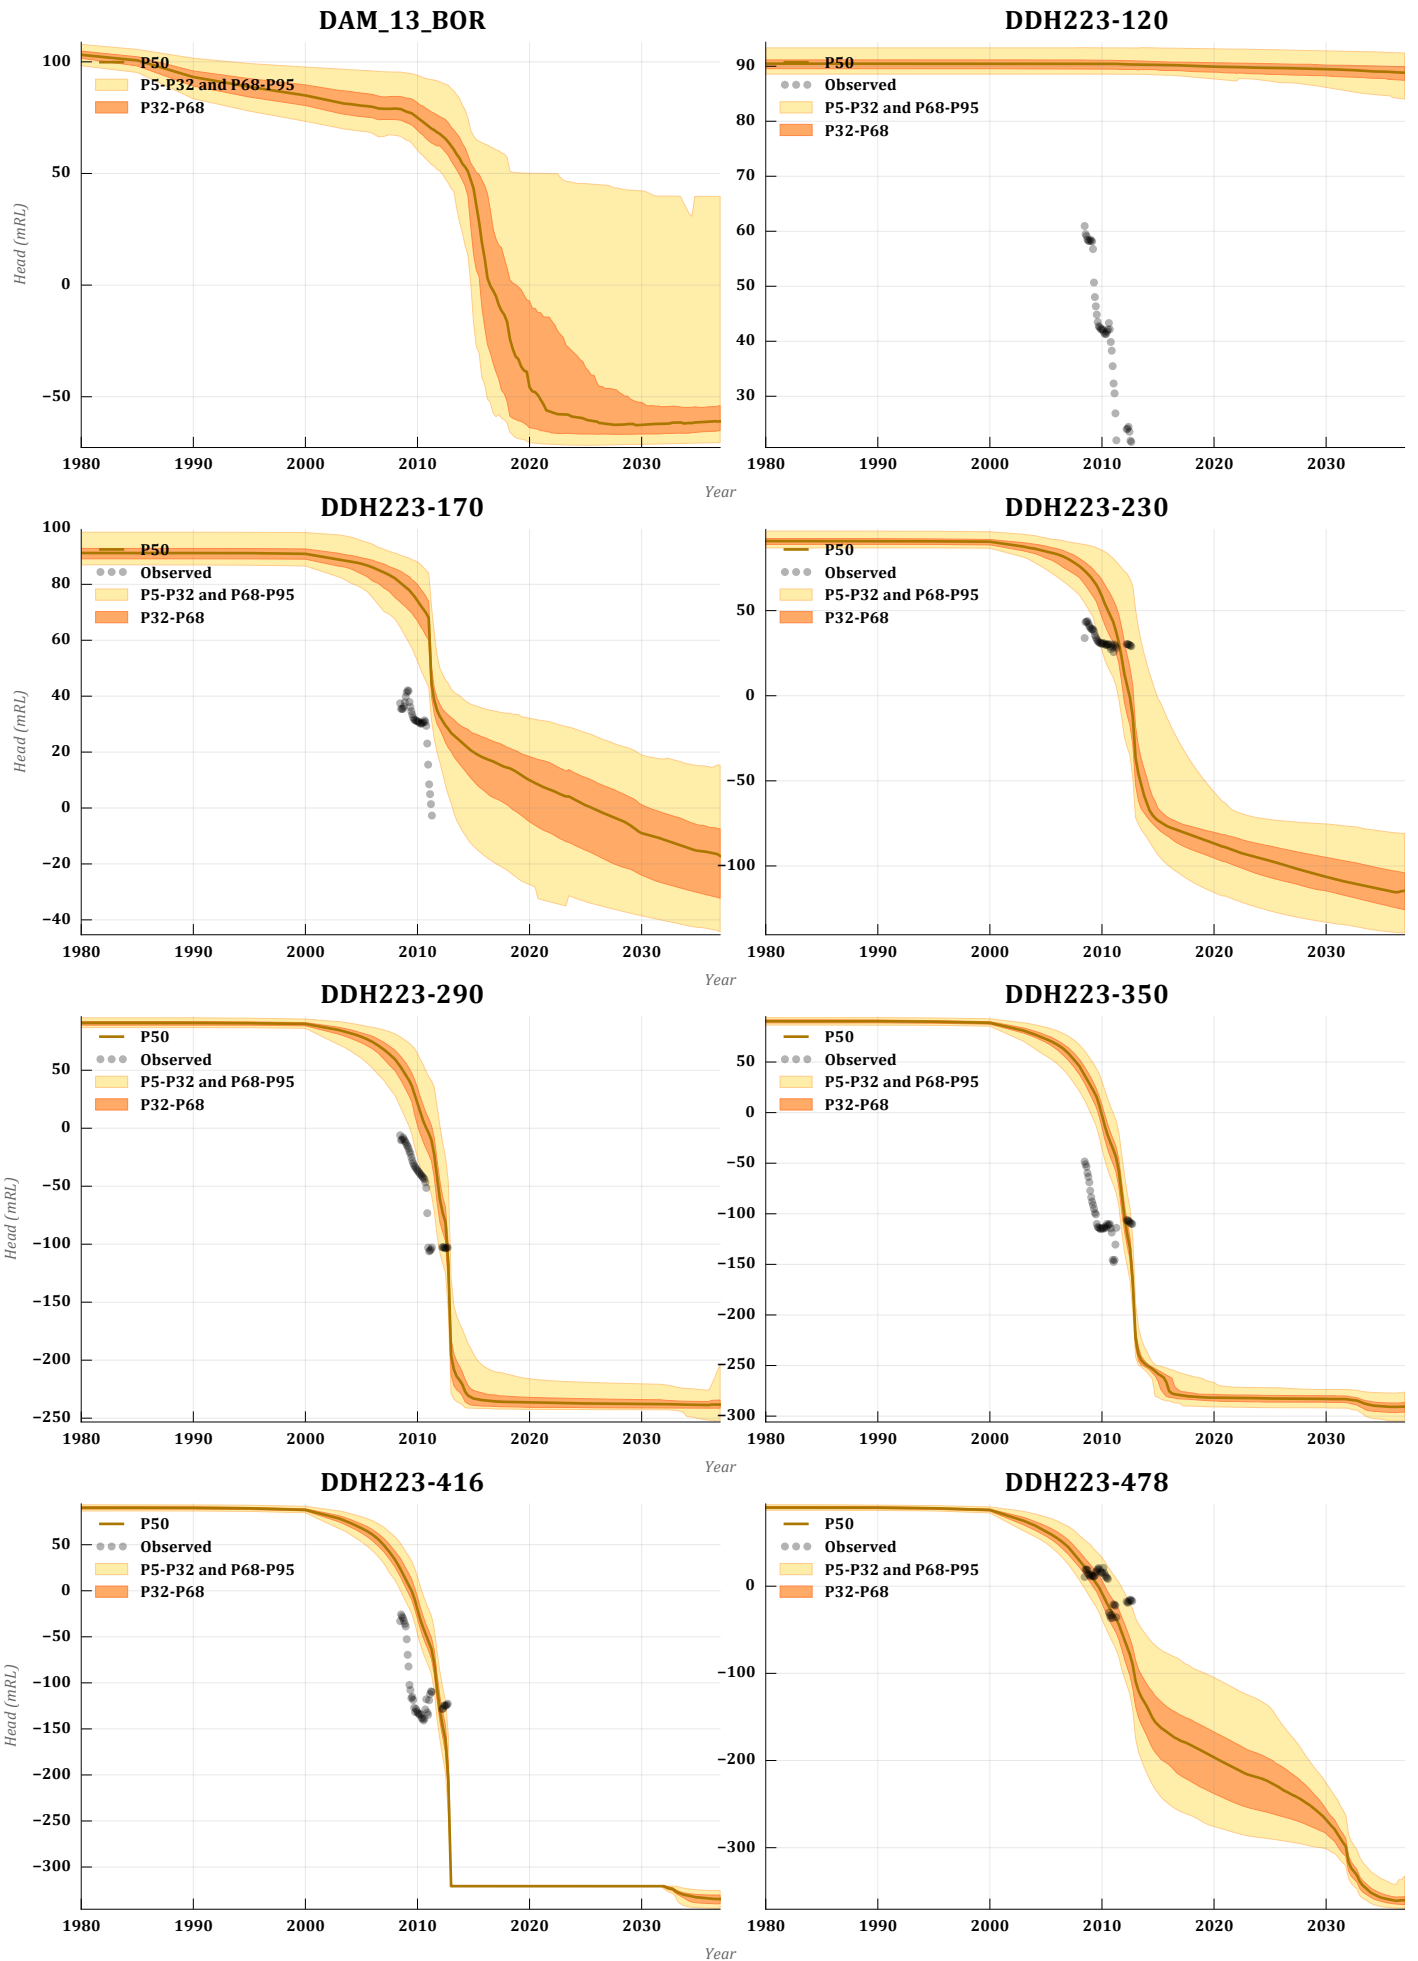 DAM_13_BOR
Head (mRL)
100
50
0
−50
P50
P5-P32 and P68-P95
P32-P68
1980
1990
2000
2010
2020
2030
DDH223-120
90
80
70
60
50
40
30
P50
Observed
P5-P32 and P68-P95
P32-P68
1980
1990
2000
2010
2020
2030
Year
DDH223-170
Head (mRL)
100
80
60
40
20
0
−20
−40
P50
Observed
P5-P32 and P68-P95
P32-P68
1980
1990
2000
2010
2020
2030
DDH223-230
50
0
−50
−100
P50
Observed
P5-P32 and P68-P95
P32-P68
1980
1990
2000
2010
2020
2030
Year
DDH223-290
Head (mRL)
50
0
−50
−100
−150
−200
−250
P50
Observed
P5-P32 and P68-P95
P32-P68
1980
1990
2000
2010
2020
2030
DDH223-350
50
0
−50
−100
−150
−200
−250
−300
P50
Observed
P5-P32 and P68-P95
P32-P68
1980
1990
2000
2010
2020
2030
Year
DDH223-416
Head (mRL)
50
0
−50
−100
−150
−200
−250
−300
P50
Observed
P5-P32 and P68-P95
P32-P68
1980
1990
2000
2010
2020
2030
DDH223-478
0
−100
−200
−300
P50
Observed
P5-P32 and P68-P95
P32-P68
1980
1990
2000
2010
2020
2030
Year